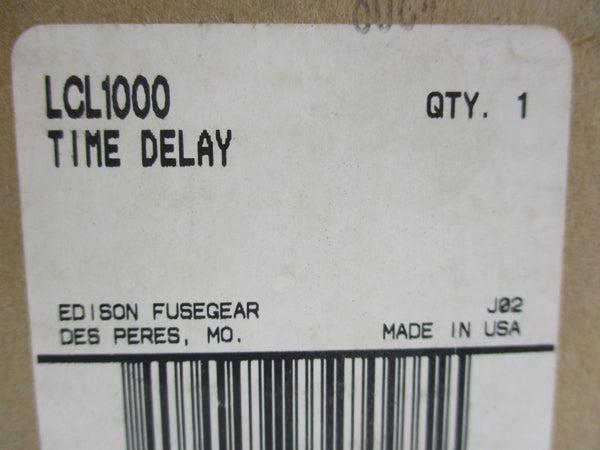 LCL1000 QTY. 1
TIME DELAY
EDISON FUSEGEAR J02
DES PERES, MO. MADE IN USA